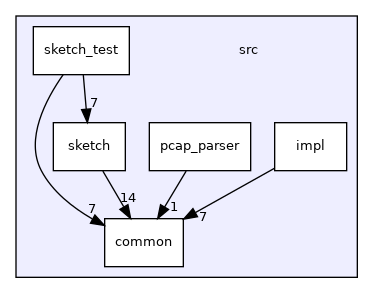 sketch_test
src
7
sketch
pcap_parser
impl
14
7
1
7
common